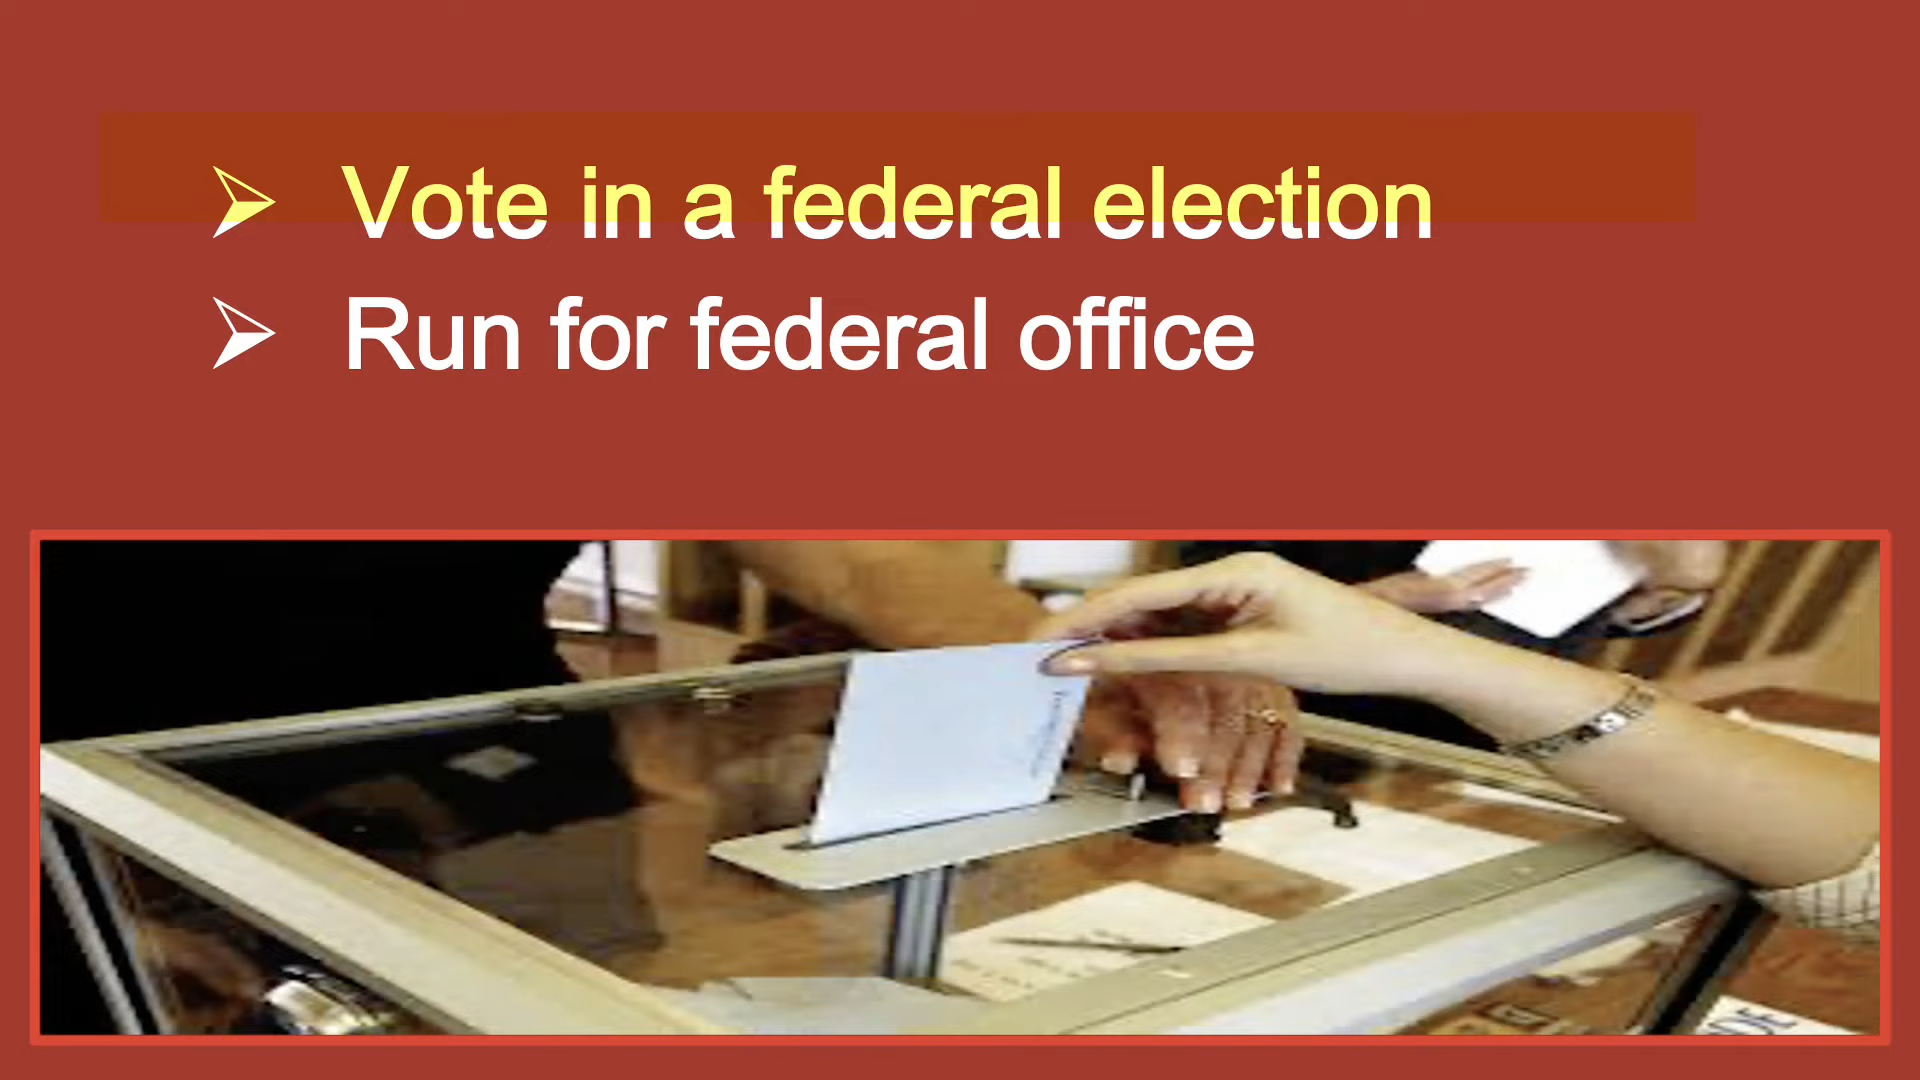 ➢ Vote in a federal election
➢ Run for federal office